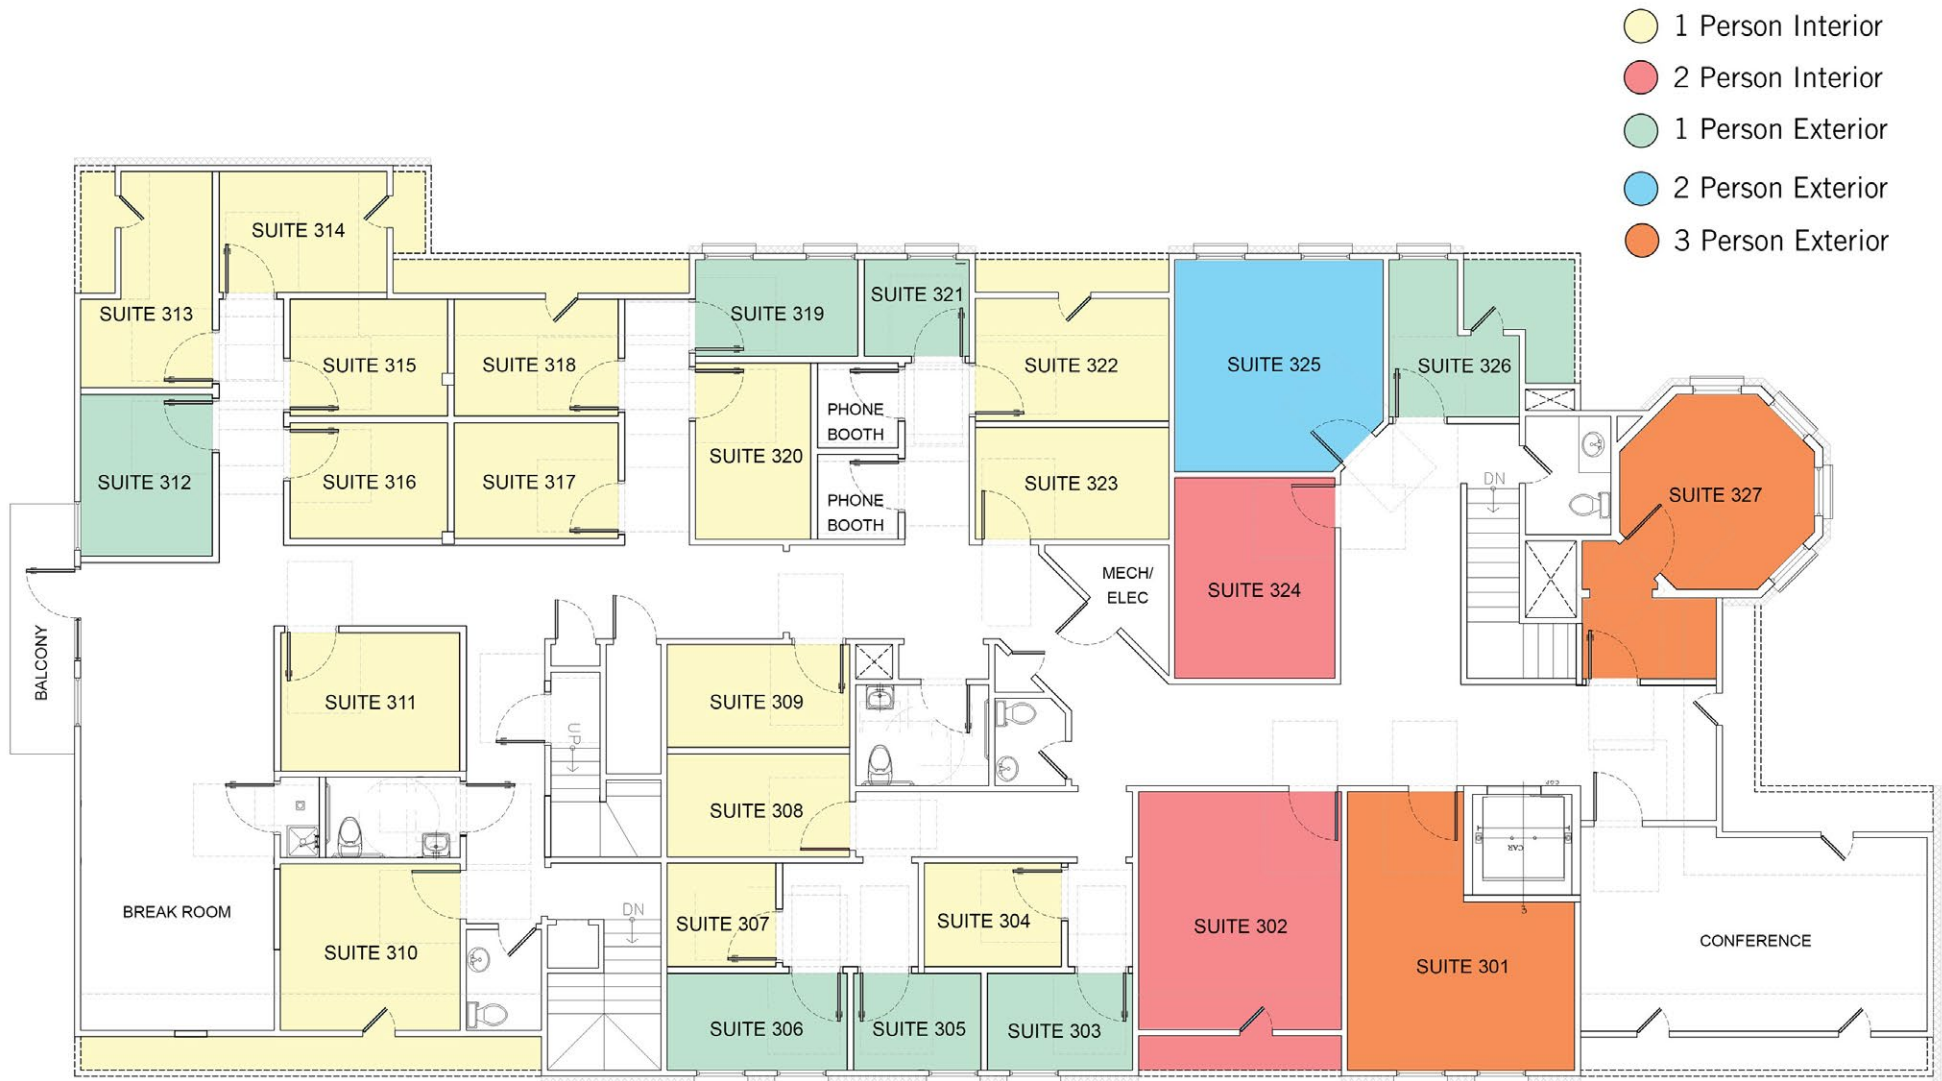 1 Person Interior
2 Person Interior
1 Person Exterior
2 Person Exterior
3 Person Exterior
SUITE 314
SUITE 313
SUITE 319
SUITE 321
SUITE 315
SUITE 318
SUITE 322
SUITE 325
SUITE 326
PHONE
BOOTH
SUITE 312
SUITE 316
SUITE 317
SUITE 320
SUITE 323
DN
SUITE 327
PHONE
BOOTH
MECH/
ELEC
SUITE 324
BALCONY
SUITE 311
SUITE 309
UP
SUITE 308
CAR
BREAK ROOM
DN
SUITE 307
SUITE 304
SUITE 302
3
CONFERENCE
SUITE 310
SUITE 301
SUITE 306
SUITE 305
SUITE 303